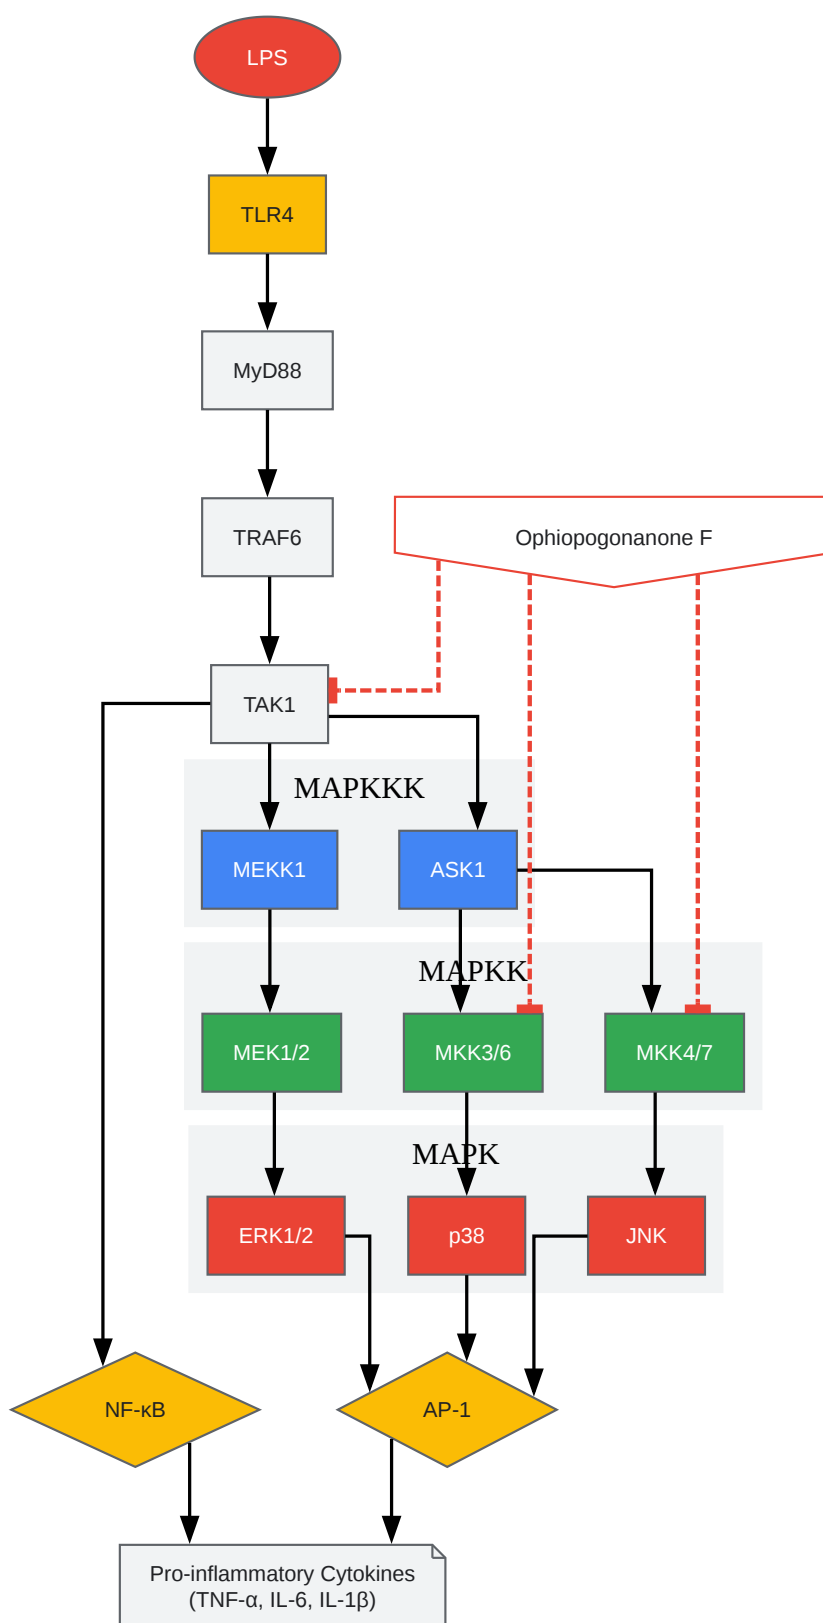 LPS
TLR4
MyD88
TRAF6
Ophiopogonanone F
TAK1
MAPKKK
MEKK1
ASK1
MAPKK
MEK1/2
MKK3/6
MKK4/7
MAPK
ERK1/2
p38
JNK
NF-κB
AP-1
Pro-inflammatory Cytokines
(TNF-α, IL-6, IL-1β)